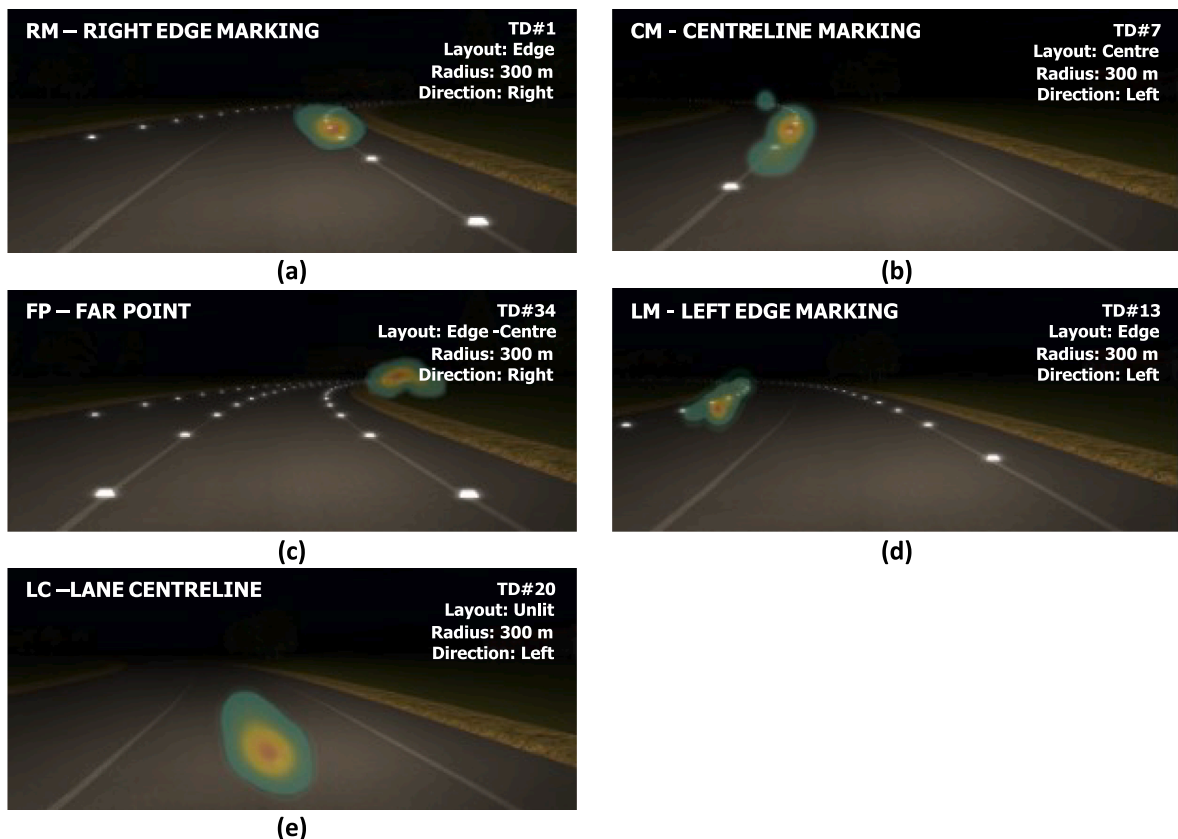 RM – RIGHT EDGE MARKING
TD#1
Layout: Edge
Radius: 300 m
Direction: Right
(a)
CM - CENTRELINE MARKING
TD#7
Layout: Centre
Radius: 300 m
Direction: Left
(b)
FP – FAR POINT
TD#34
Layout: Edge -Centre
Radius: 300 m
Direction: Right
(c)
LM - LEFT EDGE MARKING
TD#13
Layout: Edge
Radius: 300 m
Direction: Left
(d)
LC –LANE CENTRELINE
TD#20
Layout: Unlit
Radius: 300 m
Direction: Left
(e)